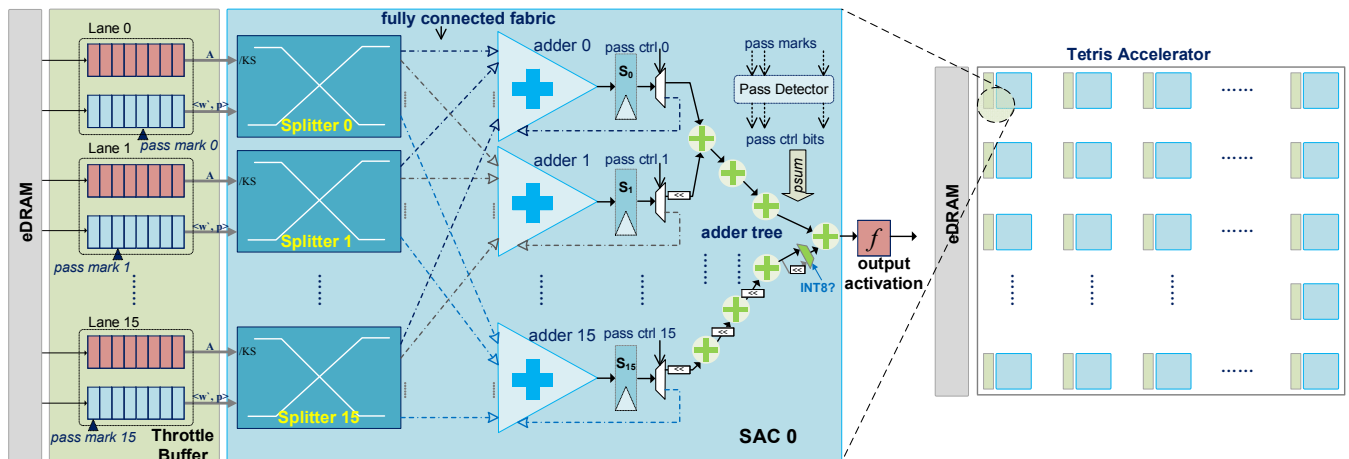 fully connected fabric
Lane 0
A
/KS
<w`, p>
Splitter 0
pass mark 0
adder 0
pass ctrl 0
S0
pass marks
Pass Detector
pass ctrl bits
psum
Lane 1
A
/KS
<w`, p>
Splitter 1
pass mark 1
adder 1
pass ctrl 1
S1
<<
adder tree
f
output
activation
<<
INT8?
<<
<<
Lane 15
A
/KS
<w`, p>
Splitter 15
pass mark 15
adder 15
pass ctrl 15
S15
<<
eDRAM
Throttle
Buffer
SAC 0
Tetris Accelerator
eDRAM